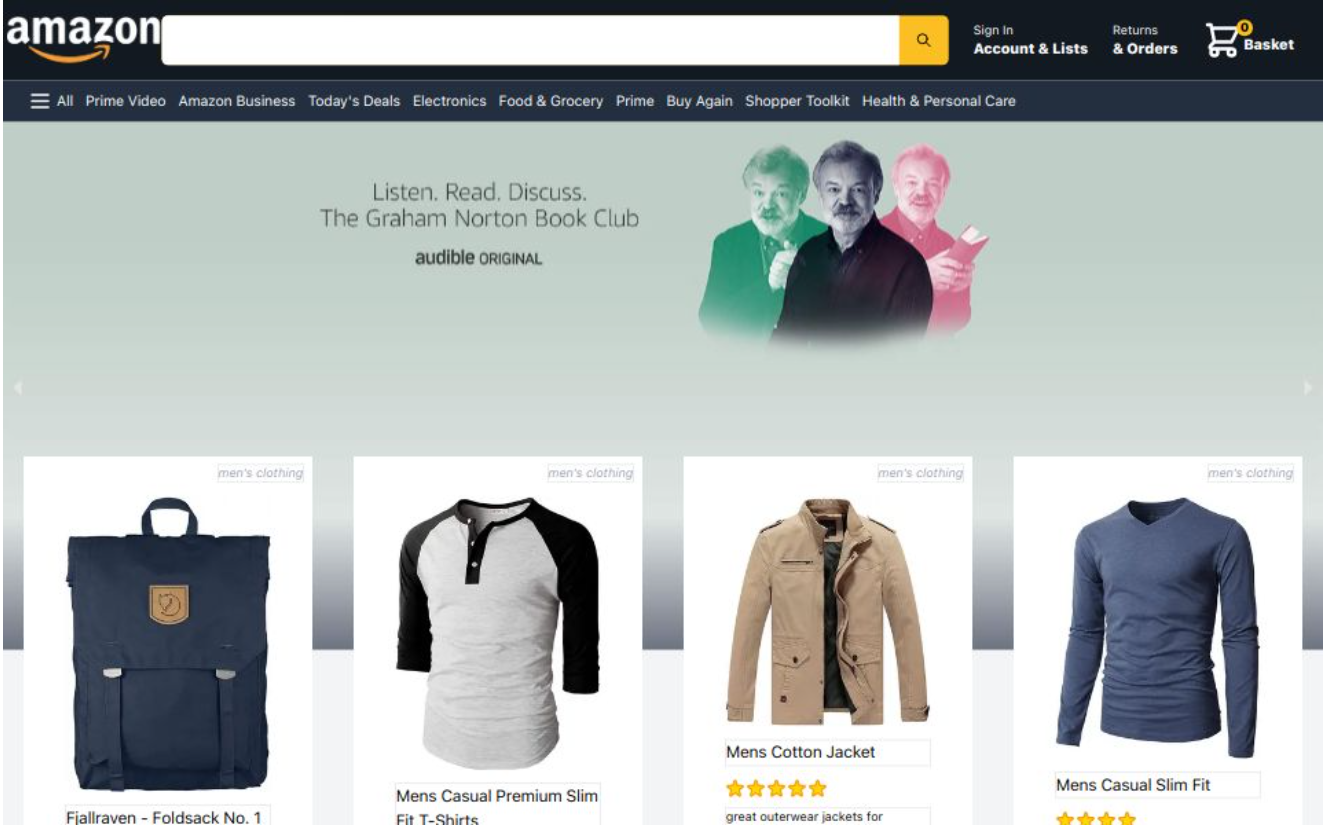 amazon
Sign In
Account & Lists
Returns
& Orders
0
Basket
All Prime Video Amazon Business Today's Deals Electronics Food & Grocery Prime Buy Again Shopper Toolkit Health & Personal Care
Listen. Read. Discuss.
The Graham Norton Book Club
audible ORIGINAL
men's clothing
Fjallraven - Foldsack No. 1
men's clothing
Mens Casual Premium Slim
Fit T-Shirts
men's clothing
Mens Cotton Jacket
great outerwear jackets for
men's clothing
Mens Casual Slim Fit